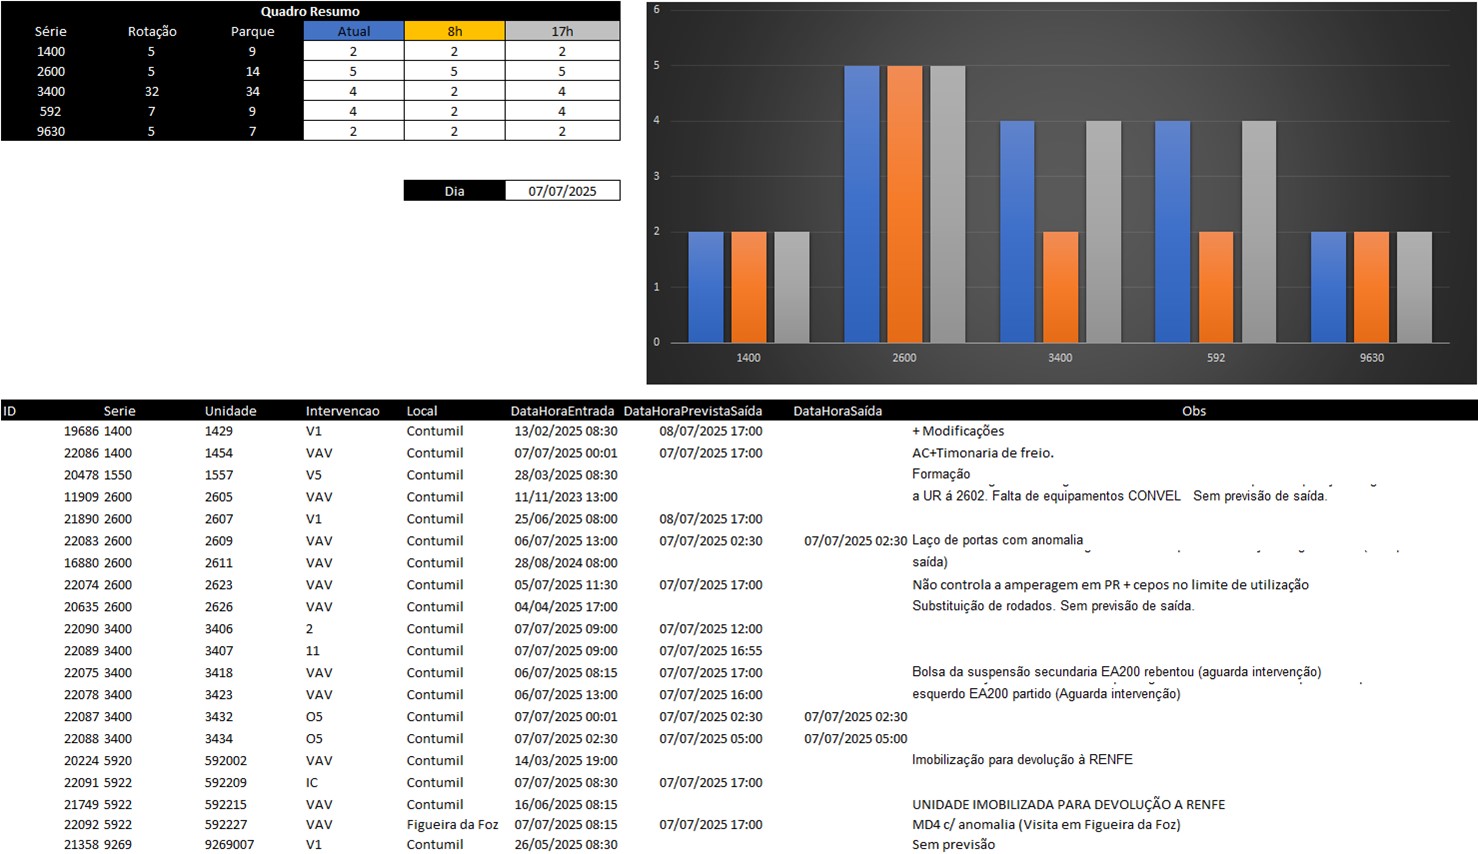 Quadro Resumo
Série Rotação Parque Atual 8h 17h
1400 5 9 2 2 2
2600 5 14 5 5 5
3400 32 34 4 2 4
592 7 9 4 2 4
9630 5 7 2 2 2
Dia 07/07/2025
6
5
4
3
2
1
0
1400 2600 3400 592 9630
ID Serie Unidade Intervencao Local DataHoraEntrada DataHoraPrevistaSaída DataHoraSaída Obs
19686 1400 1429 V1 Contumil 13/02/2025 08:30 08/07/2025 17:00 + Modificações
22086 1400 1454 VAV Contumil 07/07/2025 00:01 07/07/2025 17:00 AC+Timonaria de freio.
20478 1550 1557 V5 Contumil 28/03/2025 08:30 Formação
11909 2600 2605 VAV Contumil 11/11/2023 13:00 a UR á 2602. Falta de equipamentos CONVEL Sem previsão de saída.
21890 2600 2607 V1 Contumil 25/06/2025 08:00 08/07/2025 17:00
22083 2600 2609 VAV Contumil 06/07/2025 13:00 07/07/2025 02:30 07/07/2025 02:30 Laço de portas com anomalia
16880 2600 2611 VAV Contumil 28/08/2024 08:00 saída)
22074 2600 2623 VAV Contumil 05/07/2025 11:30 07/07/2025 17:00 Não controla a amperagem em PR + cepos no limite de utilização
20635 2600 2626 VAV Contumil 04/04/2025 17:00 Substituição de rodados. Sem previsão de saída.
22090 3400 3406 2 Contumil 07/07/2025 09:00 07/07/2025 12:00
22089 3400 3407 11 Contumil 07/07/2025 09:00 07/07/2025 16:55
22075 3400 3418 VAV Contumil 06/07/2025 08:15 07/07/2025 17:00 Bolsa da suspensão secundaria EA200 rebentou (aguarda intervenção)
22078 3400 3423 VAV Contumil 06/07/2025 13:00 07/07/2025 16:00 esquerdo EA200 partido (Aguarda intervenção)
22087 3400 3432 O5 Contumil 07/07/2025 00:01 07/07/2025 02:30 07/07/2025 02:30
22088 3400 3434 O5 Contumil 07/07/2025 02:30 07/07/2025 05:00 07/07/2025 05:00
20224 5920 592002 VAV Contumil 14/03/2025 19:00 Imobilização para devolução à RENFE
22091 5922 592209 IC Contumil 07/07/2025 08:30 07/07/2025 17:00
21749 5922 592215 VAV Contumil 16/06/2025 08:15 UNIDADE IMOBILIZADA PARA DEVOLUÇÃO A RENFE
22092 5922 592227 VAV Figueira da Foz 07/07/2025 08:15 07/07/2025 17:00 MD4 c/ anomalia (Visita em Figueira da Foz)
21358 9269 9269007 V1 Contumil 26/05/2025 08:30 Sem previsão